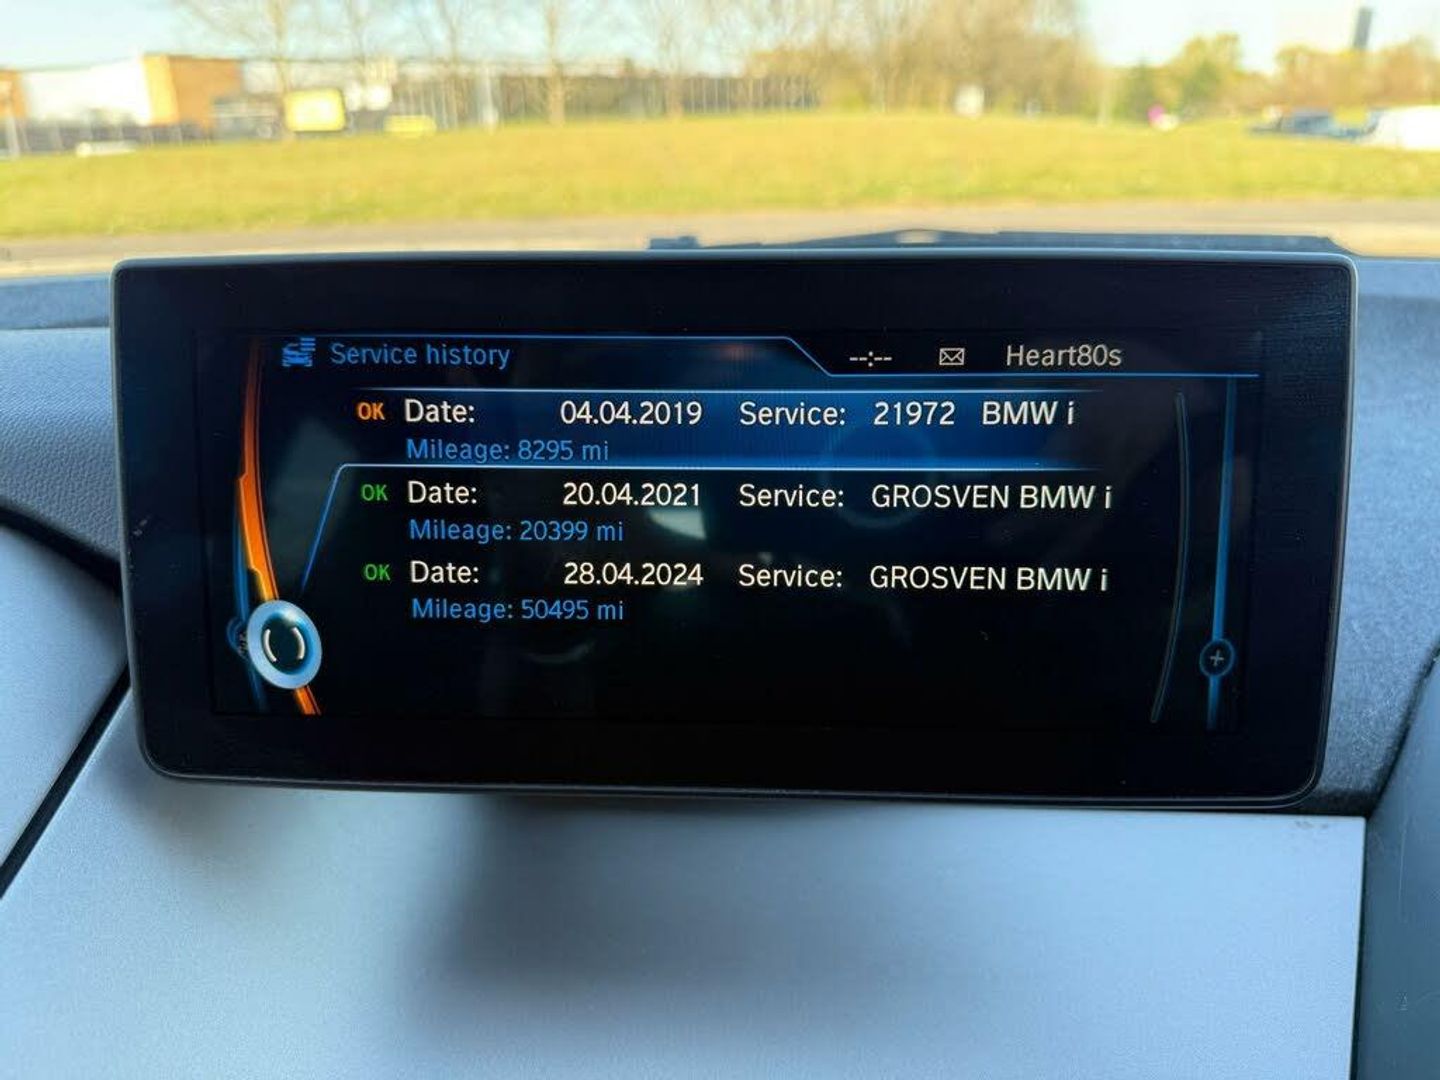 Service history --:-- Heart80s
OK Date: 04.04.2019 Service: 21972 BMW i
Mileage: 8295 mi
OK Date: 20.04.2021 Service: GROSVEN BMW i
Mileage: 20399 mi
OK Date: 28.04.2024 Service: GROSVEN BMW i
Mileage: 50495 mi